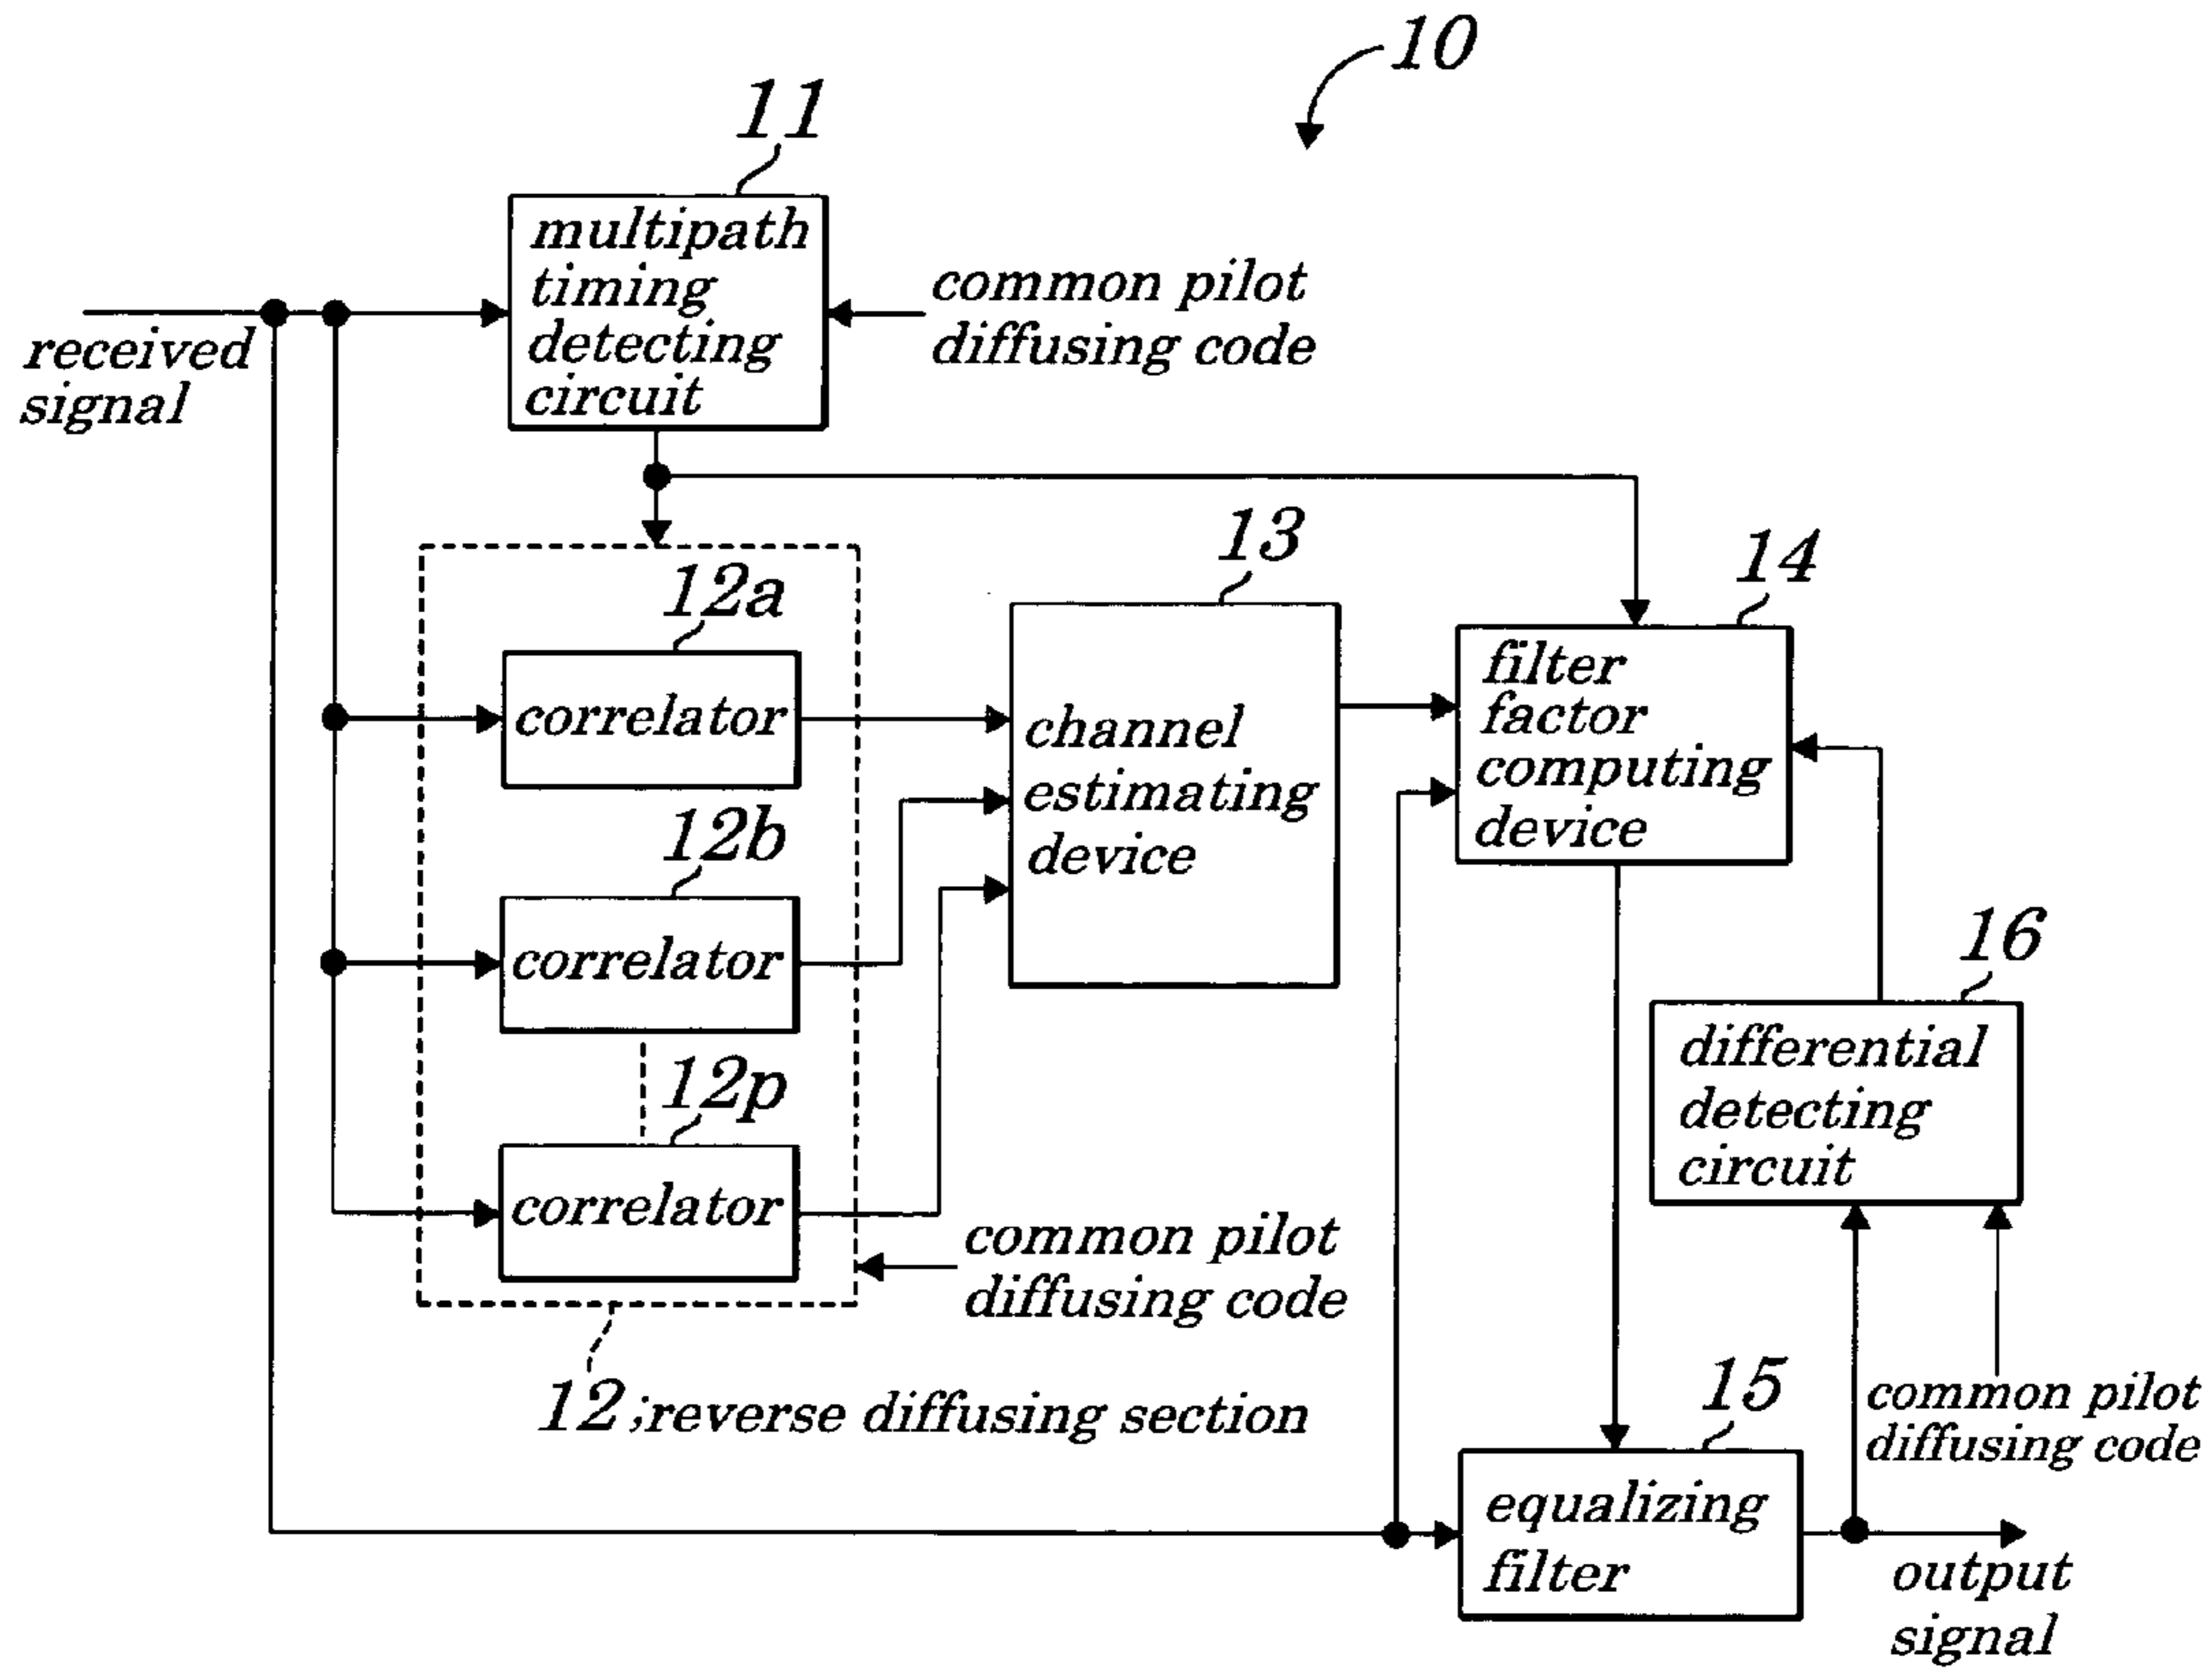 10
11
multipath
timing
detecting
circuit
common pilot
diffusing code
received
signal
12a
correlator
12b
correlator
12p
correlator
common pilot
diffusing code
12 ;reverse diffusing section
13
channel
estimating
device
14
filter
factor
computing
device
16
differential
detecting
circuit
common pilot
diffusing code
15
equalizing
filter
output
signal